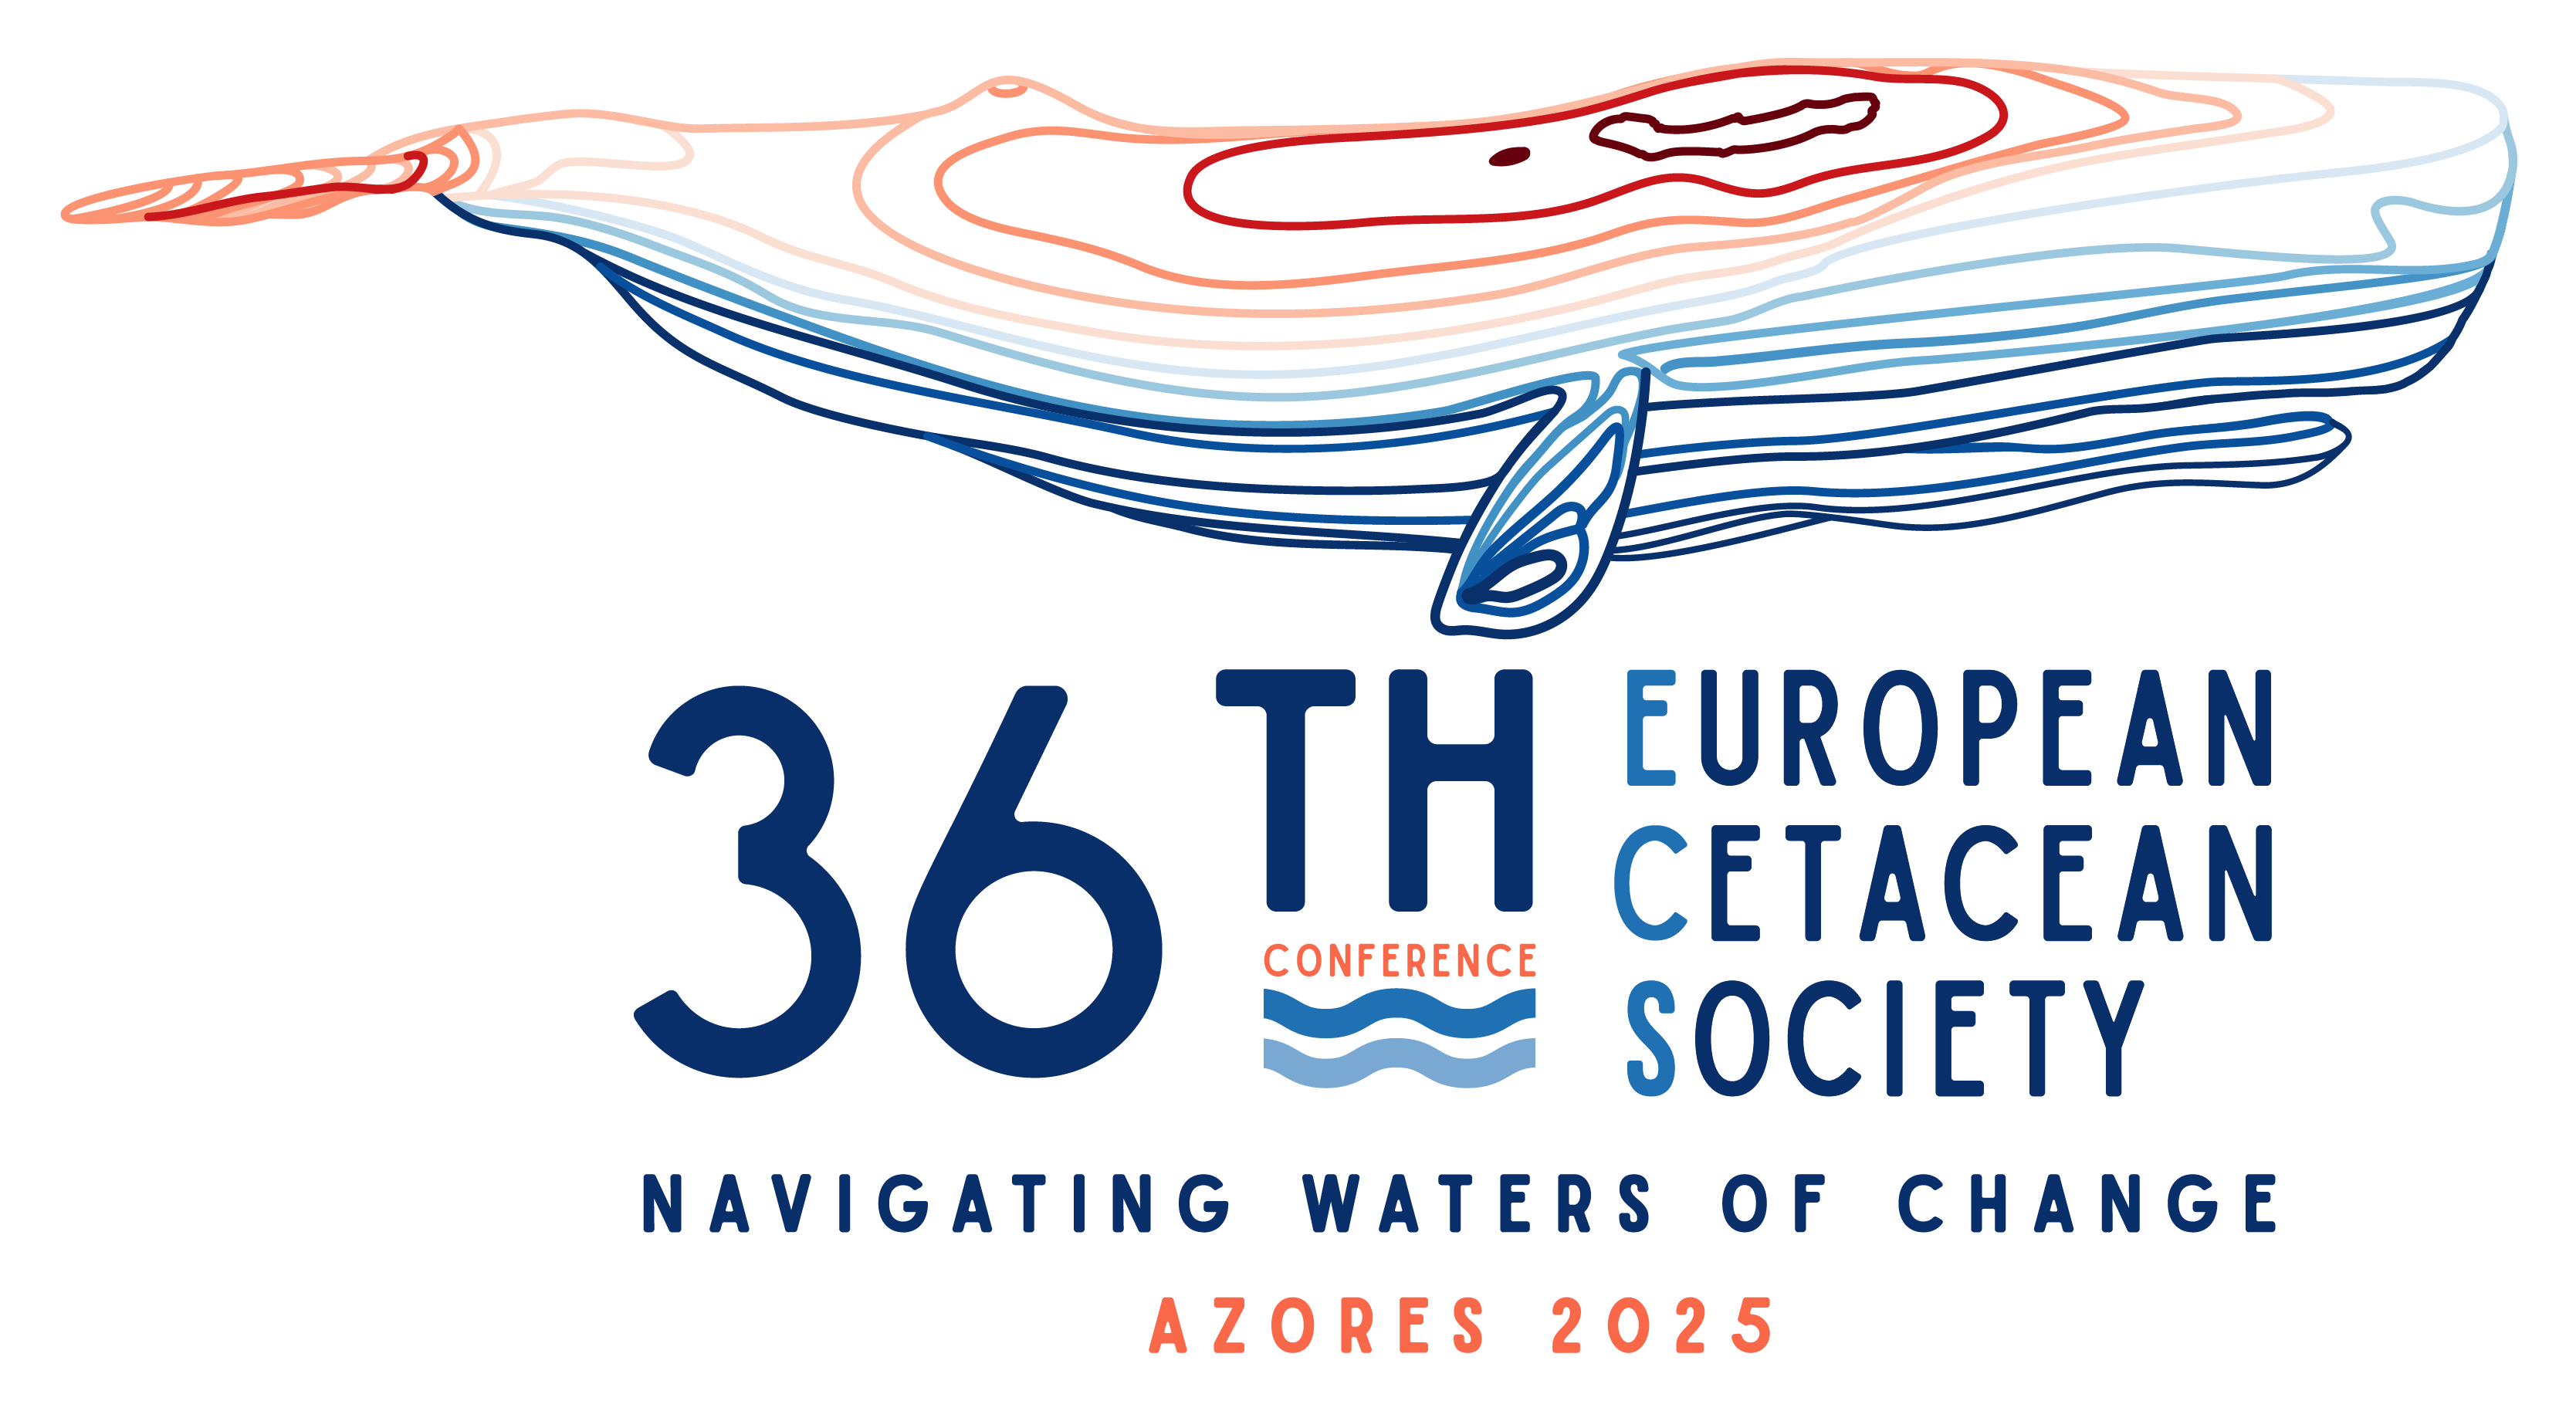 36TH
CONFERENCE
EUROPEAN
CETACEAN
SOCIETY
NAVIGATING WATERS OF CHANGE
AZORES 2025